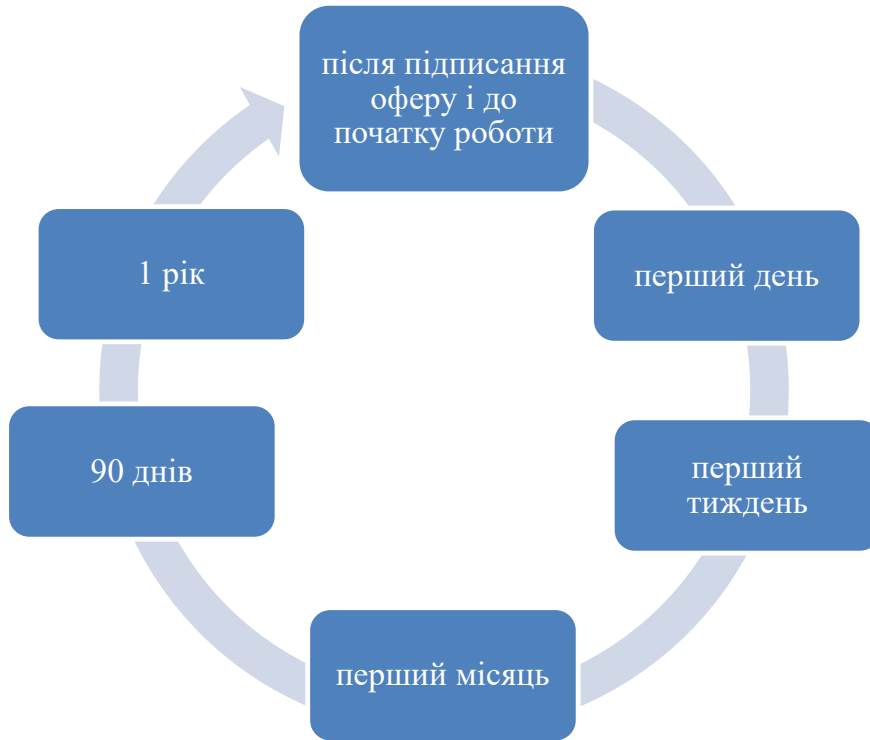 після підписання
оферу і до
початку роботи
перший день
перший
тиждень
перший місяць
90 днів
1 рік